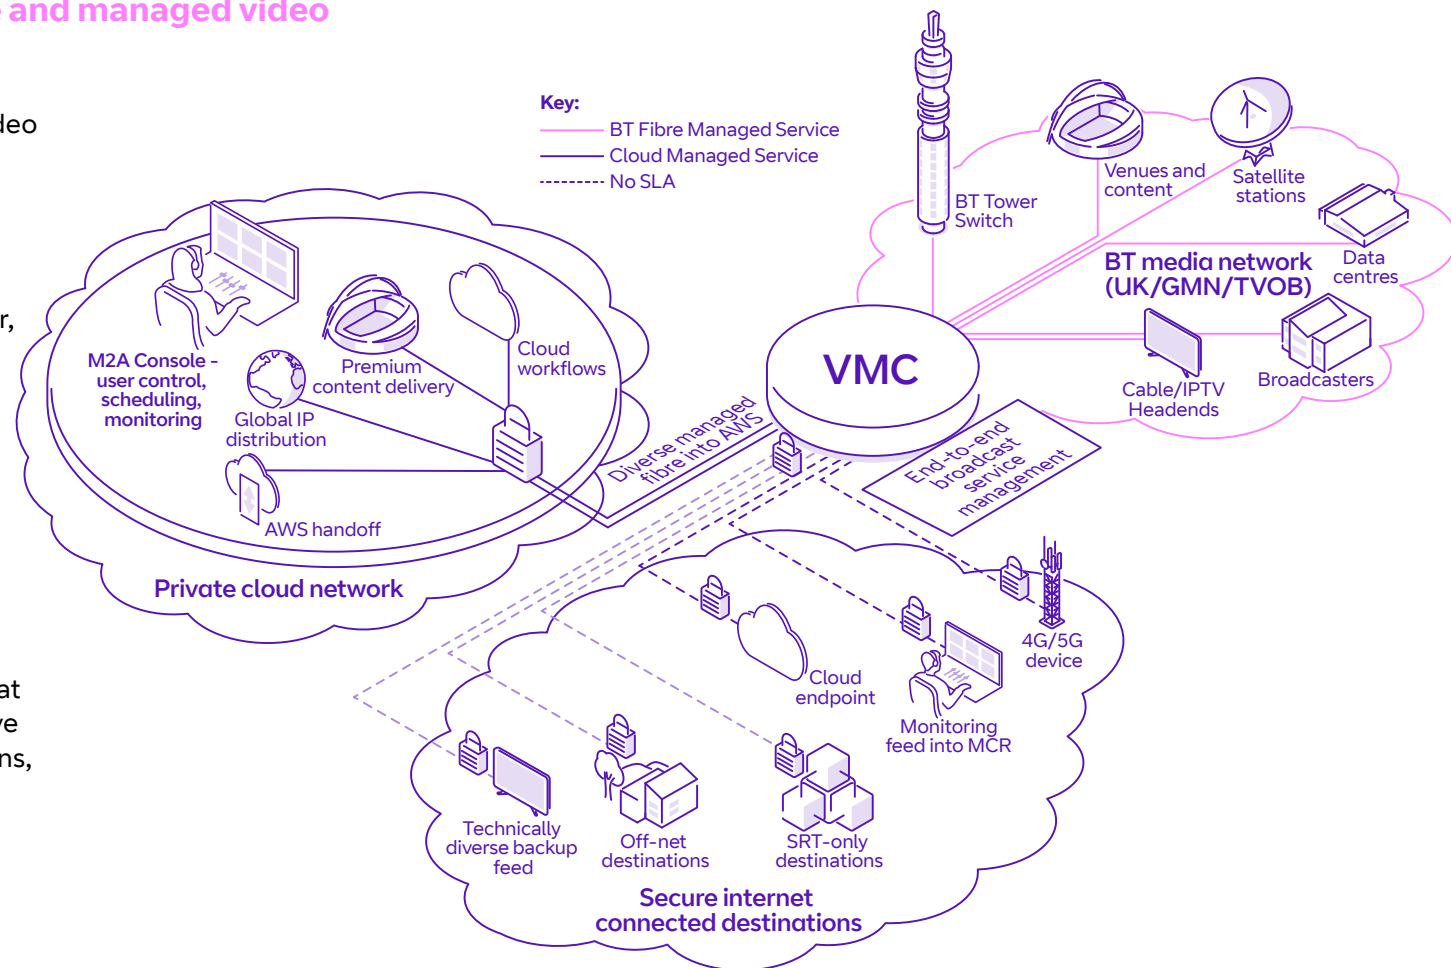 e and managed video
deo
r,
at
ve
ns,
Key:
BT Fibre Managed Service
Cloud Managed Service
No SLA
BT Tower
Switch
Venues and
content
Satellite
stations
Data
centres
BT media network
(UK/GMN/TVOB)
Cable/IPTV
Headends
Broadcasters
VMC
End-to-end
broadcast
service
management
Diverse managed
fibre into AWS
M2A Console -
user control,
scheduling,
monitoring
Premium
content delivery
Cloud
workflows
Global IP
distribution
AWS handoff
Private cloud network
Cloud
endpoint
Monitoring
feed into MCR
4G/5G
device
Technically
diverse backup
feed
Off-net
destinations
SRT-only
destinations
Secure internet
connected destinations